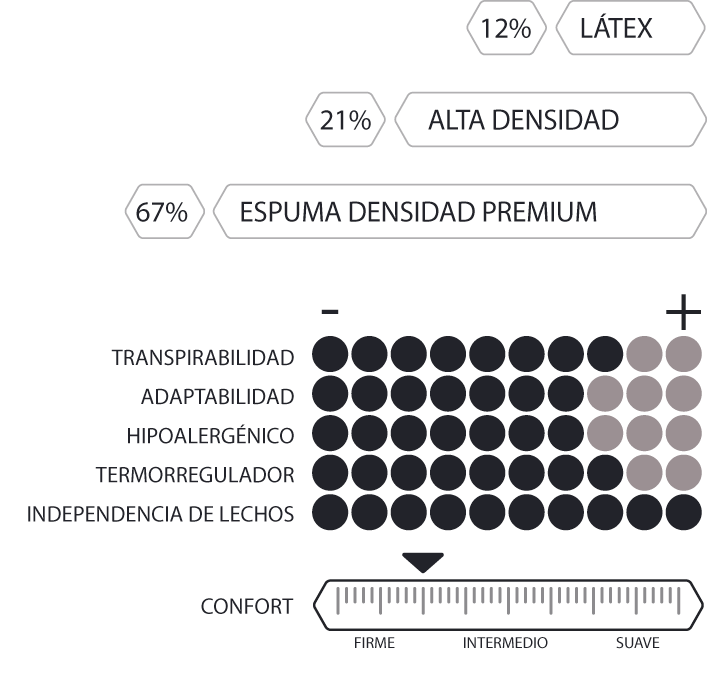 12% LÁTEX
21% ALTA DENSIDAD
67% ESPUMA DENSIDAD PREMIUM
- +
TRANSPIRABILIDAD
ADAPTABILIDAD
HIPOALERGÉNICO
TERMORREGULADOR
INDEPENDENCIA DE LECHOS
CONFORT
FIRME INTERMEDIO SUAVE